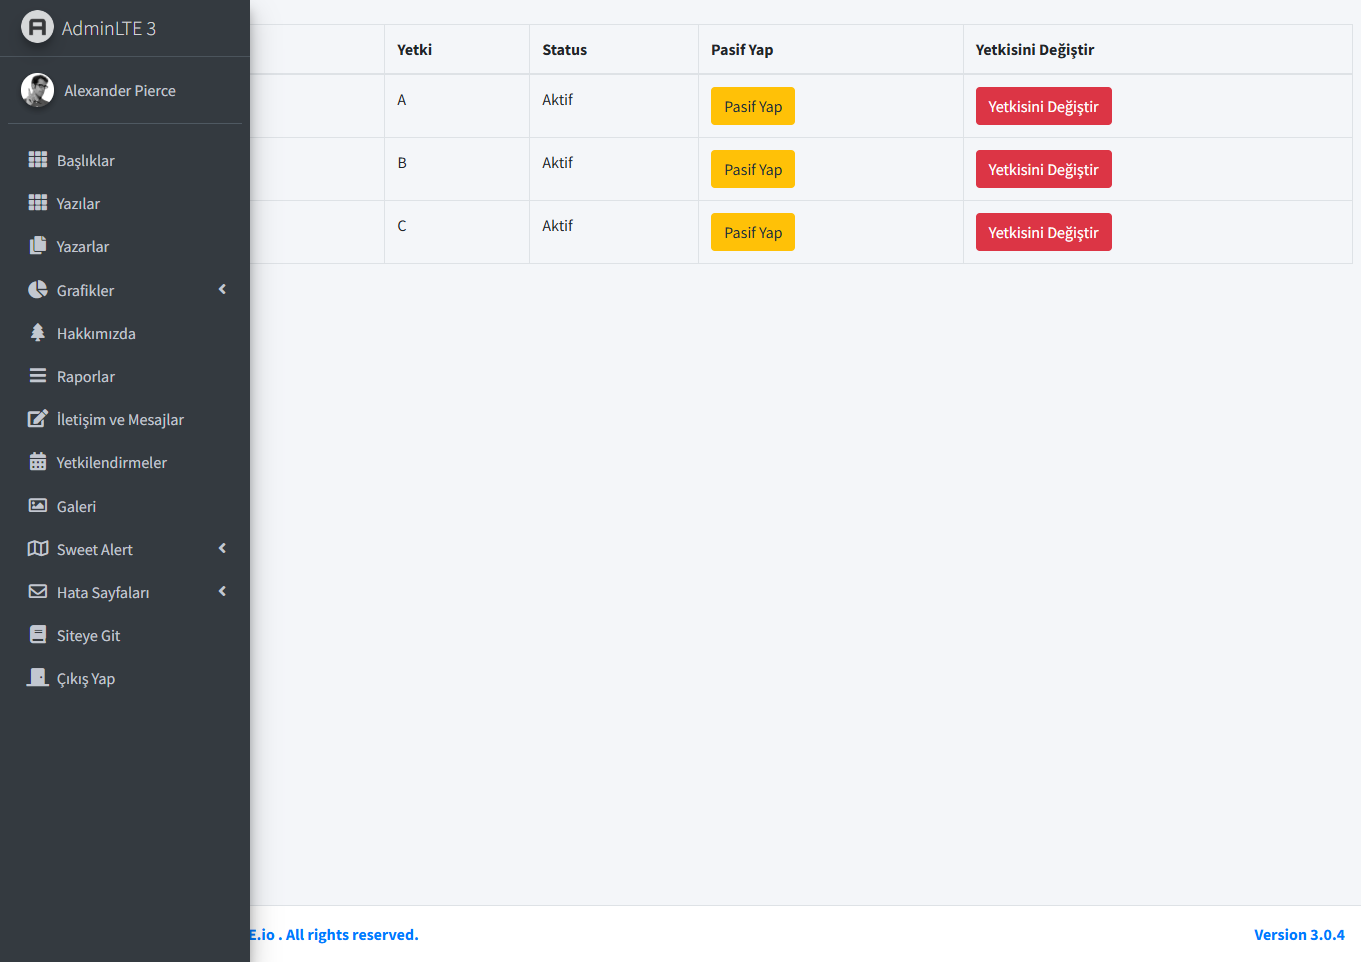 AdminLTE 3
Alexander Pierce
Başlıklar
Yazılar
Yazarlar
Grafikler
Hakkımızda
Raporlar
İletişim ve Mesajlar
Yetkilendirmeler
Galeri
Sweet Alert
Hata Sayfaları
Siteye Git
Çıkış Yap
Yetki Status Pasif Yap Yetkisini Değiştir
A Aktif Pasif Yap Yetkisini Değiştir
B Aktif Pasif Yap Yetkisini Değiştir
C Aktif Pasif Yap Yetkisini Değiştir
E.io . All rights reserved. Version 3.0.4